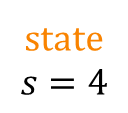 state
s = 4